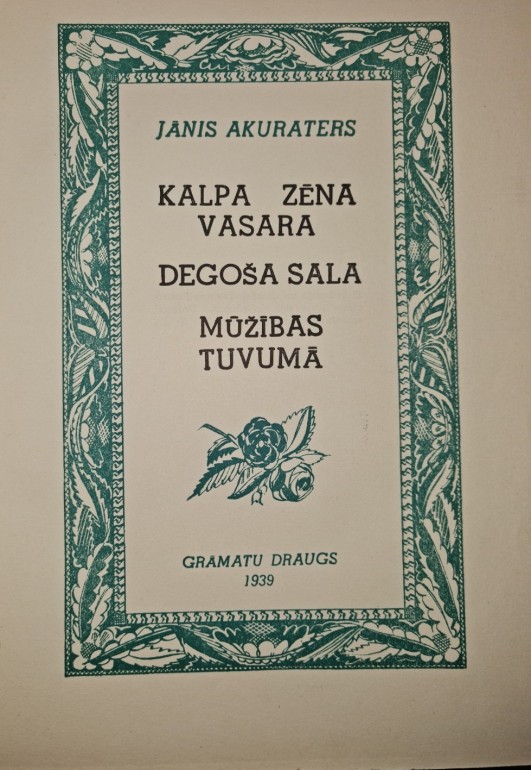 JĀNIS AKURATERS
KALPA ZĒNA
VASARA
DEGOŠA SALA
MŪŽĪBAS
TUVUMĀ
GRĀMATU DRAUGS
1939